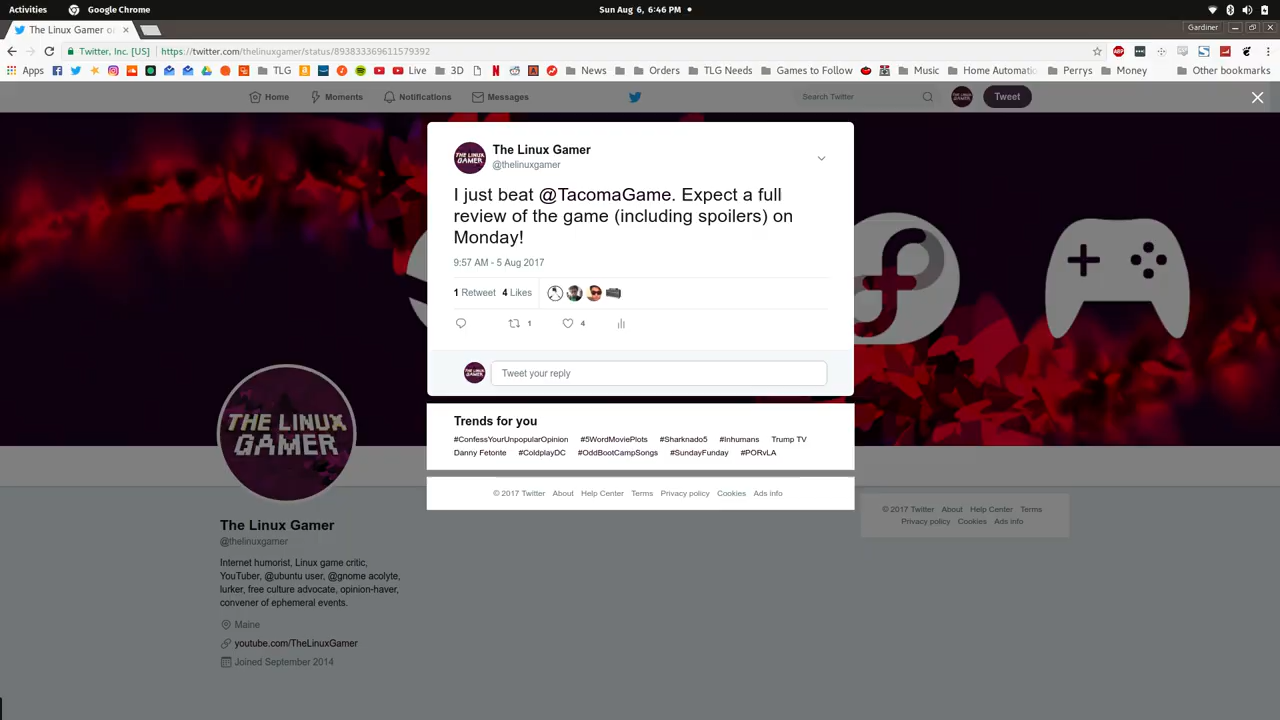 Activities Google Chrome Sun Aug 6, 6:46 PM
The Linux Gamer o
Gardiner
Twitter, Inc. [US] https://twitter.com/thelinuxgamer/status/893833369611579392
Apps TLG Live 3D News Orders TLG Needs Games to Follow Music Home Automatic Perrys Money Other bookmarks
Home Moments Notifications Messages Search Twitter Tweet
The Linux Gamer
@thelinuxgamer
I just beat @TacomaGame. Expect a full
review of the game (including spoilers) on
Monday!
9:57 AM - 5 Aug 2017
1 Retweet 4 Likes
1 4
Tweet your reply
Trends for you
#ConfessYourUnpopularOpinion #5WordMoviePlots #Sharknado5 #Inhumans Trump TV
Danny Fetonte #ColdplayDC #OddBootCampSongs #SundayFunday #PORvLA
© 2017 Twitter About Help Center Terms Privacy policy Cookies Ads info
THE LINUX
GAMER
The Linux Gamer
@thelinuxgamer
Internet humorist, Linux game critic,
YouTuber, @ubuntu user, @gnome acolyte,
lurker, free culture advocate, opinion-haver,
convener of ephemeral events.
Maine
youtube.com/TheLinuxGamer
Joined September 2014
© 2017 Twitter About Help Center Terms
Privacy policy Cookies Ads info